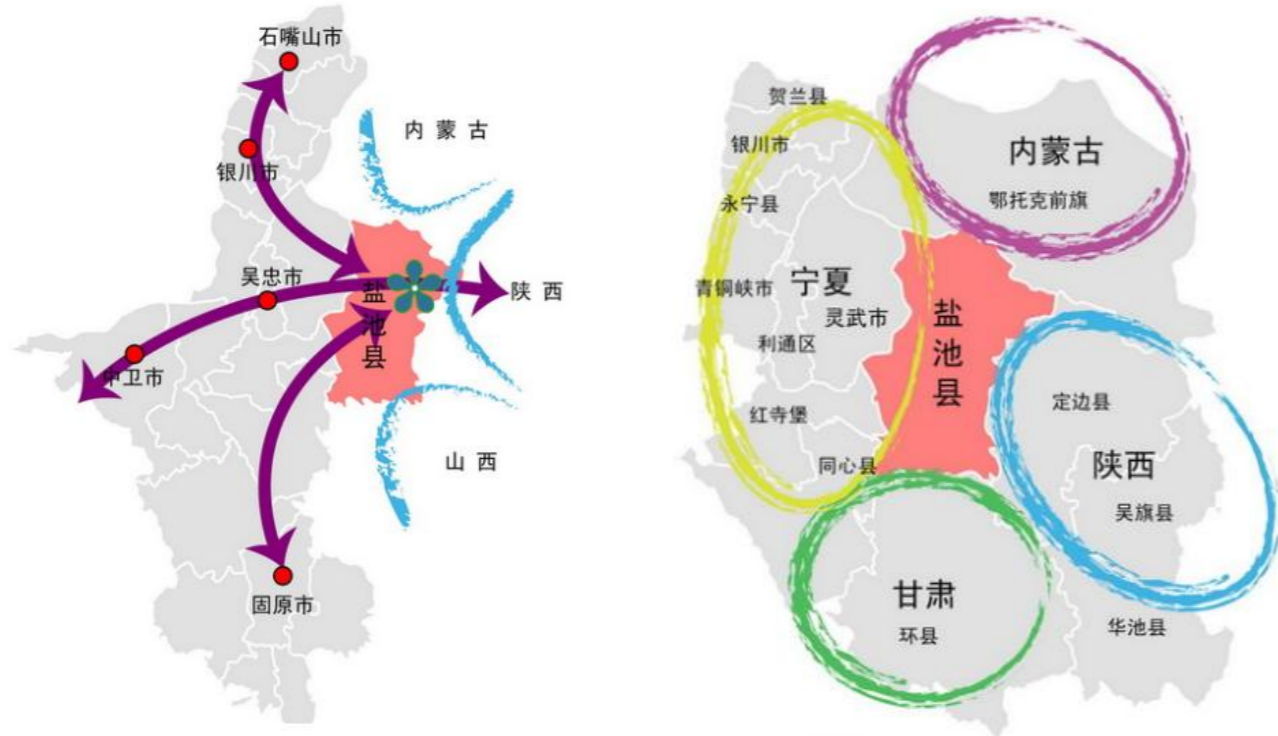 石嘴山市
内蒙古
银川市
吴忠市
陕西
盐池县
中卫市
山西
固原市
贺兰县
银川市
内蒙古
鄂托克前旗
永宁县
宁夏
青铜峡市
灵武市
盐池县
利通区
定边县
红寺堡
陕西
同心县
吴旗县
甘肃
华池县
环县